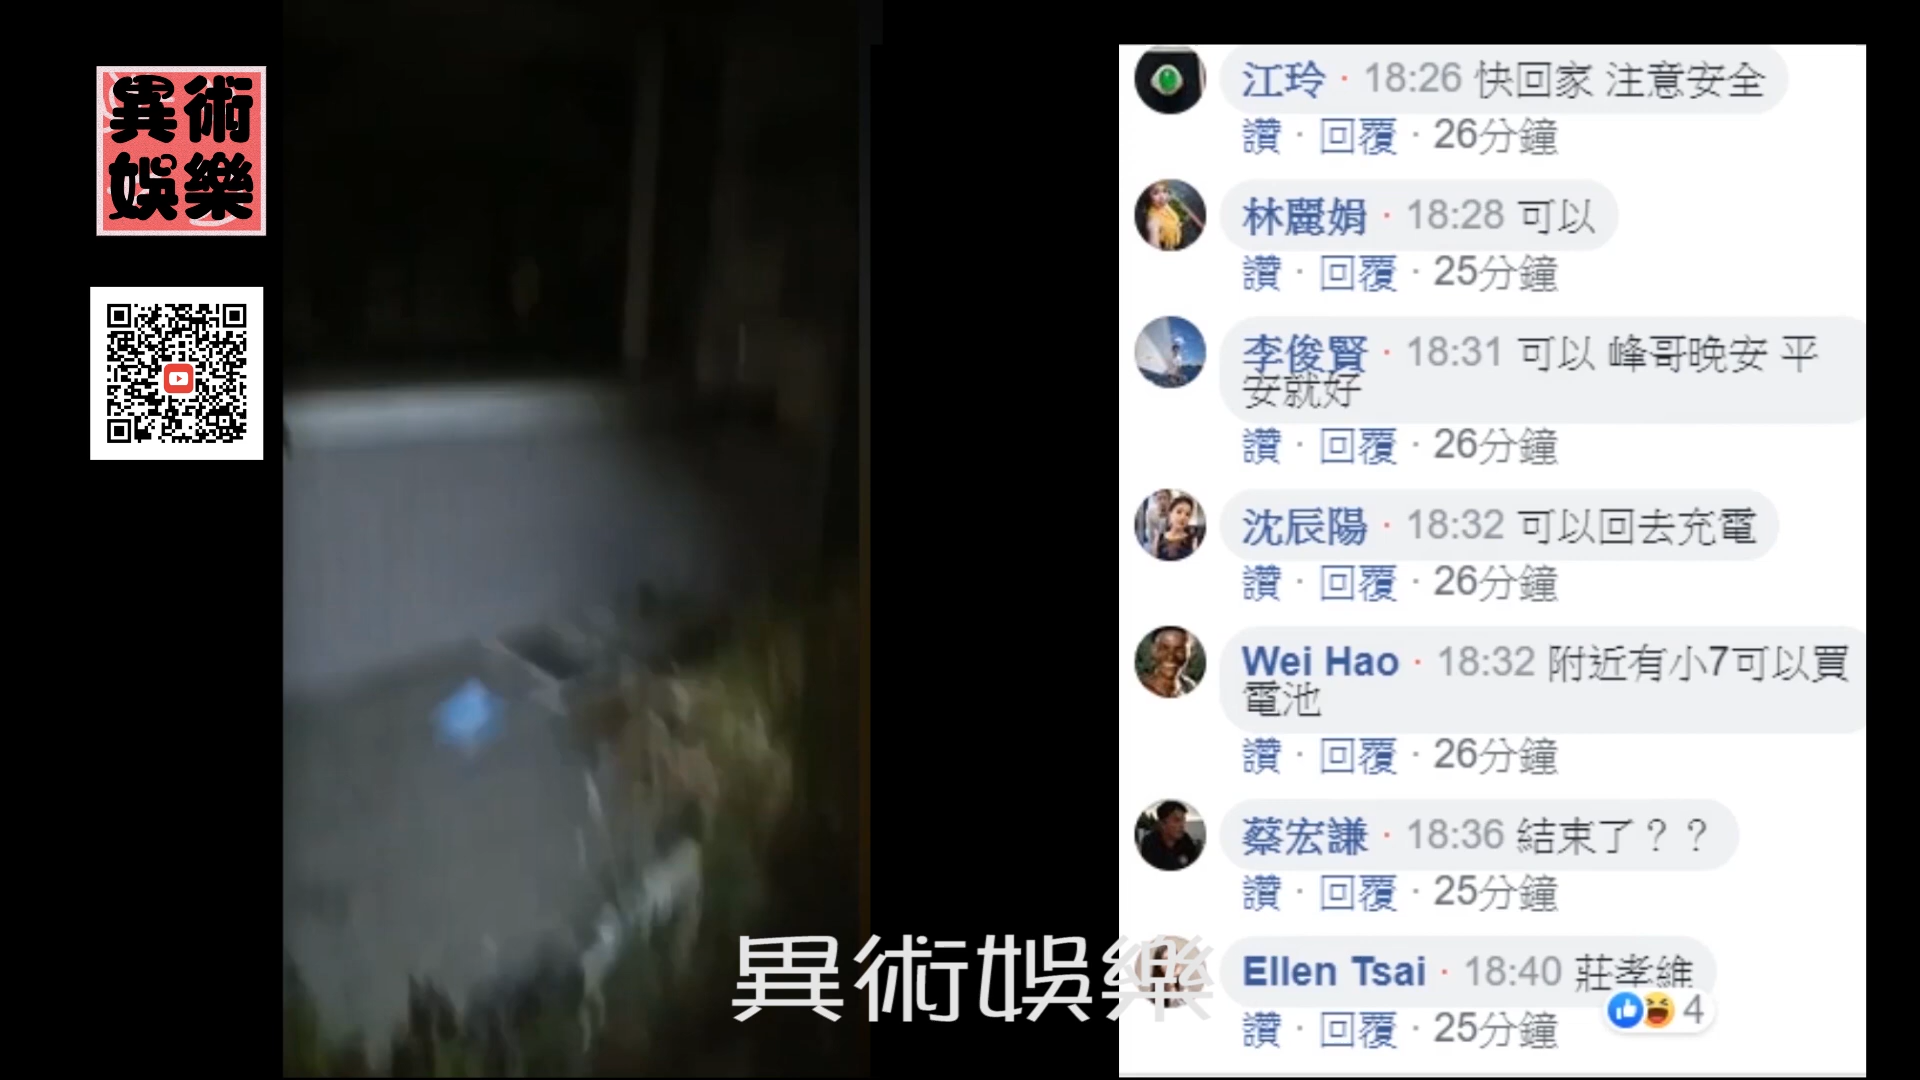 異術
娛樂
江玲 · 18:26 快回家 注意安全
讚 · 回覆 · 26分鐘
林麗娟 · 18:28 可以
讚 · 回覆 · 25分鐘
李俊賢 · 18:31 可以 峰哥晚安 平
安就好
讚 · 回覆 · 26分鐘
沈辰陽 · 18:32 可以回去充電
讚 · 回覆 · 26分鐘
Wei Hao · 18:32 附近有小7可以買
電池
讚 · 回覆 · 26分鐘
蔡宏謙 · 18:36 結束了？？
讚 · 回覆 · 25分鐘
Ellen Tsai · 18:40 莊孝維
讚 · 回覆 · 25分鐘
4
異術娛樂